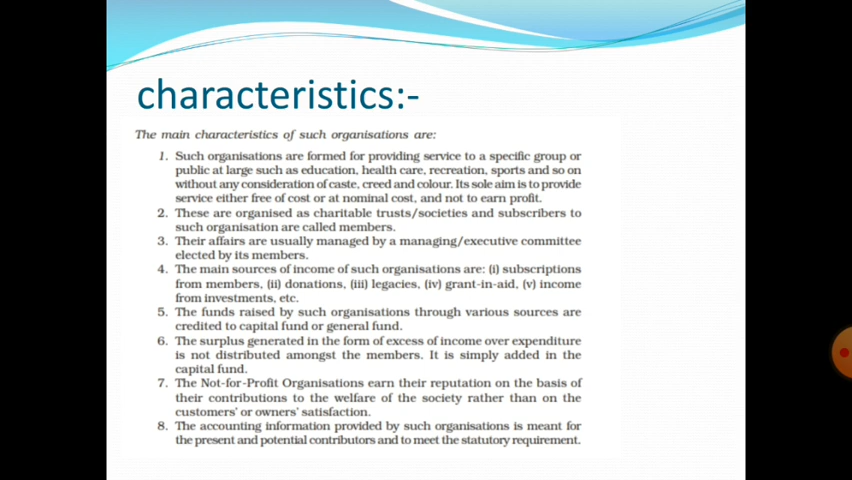 characteristics:-
The main characteristics of such organisations are:
1. Such organisations are formed for providing service to a specific group or
public at large such as education, health care, recreation, sports and so on
without any consideration of caste, creed and colour. Its sole aim is to provide
service either free of cost or at nominal cost, and not to earn profit.
2. These are organised as charitable trusts/societies and subscribers to
such organisation are called members.
3. Their affairs are usually managed by a managing/executive committee
elected by its members.
4. The main sources of income of such organisations are: (i) subscriptions
from members, (ii) donations, (iii) legacies, (iv) grant-in-aid, (v) income
from investments, etc.
5. The funds raised by such organisations through various sources are
credited to capital fund or general fund.
6. The surplus generated in the form of excess of income over expenditure
is not distributed amongst the members. It is simply added in the
capital fund.
7. The Not-for-Profit Organisations earn their reputation on the basis of
their contributions to the welfare of the society rather than on the
customers' or owners' satisfaction.
8. The accounting information provided by such organisations is meant for
the present and potential contributors and to meet the statutory requirement.